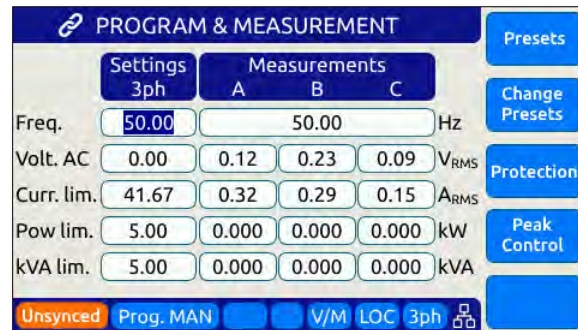 PROGRAM & MEASUREMENT
Presets
Settings Measurements
3ph A B C
Change
Presets
Freq. 50.00 50.00 Hz
Volt. AC 0.00 0.12 0.23 0.09 VRMS
Protection
Curr. lim. 41.67 0.32 0.29 0.15 ARMS
Pow lim. 5.00 0.000 0.000 0.000 kW
Peak
Control
kVA lim. 5.00 0.000 0.000 0.000 kVA
Unsynced Prog. MAN V/M LOC 3ph